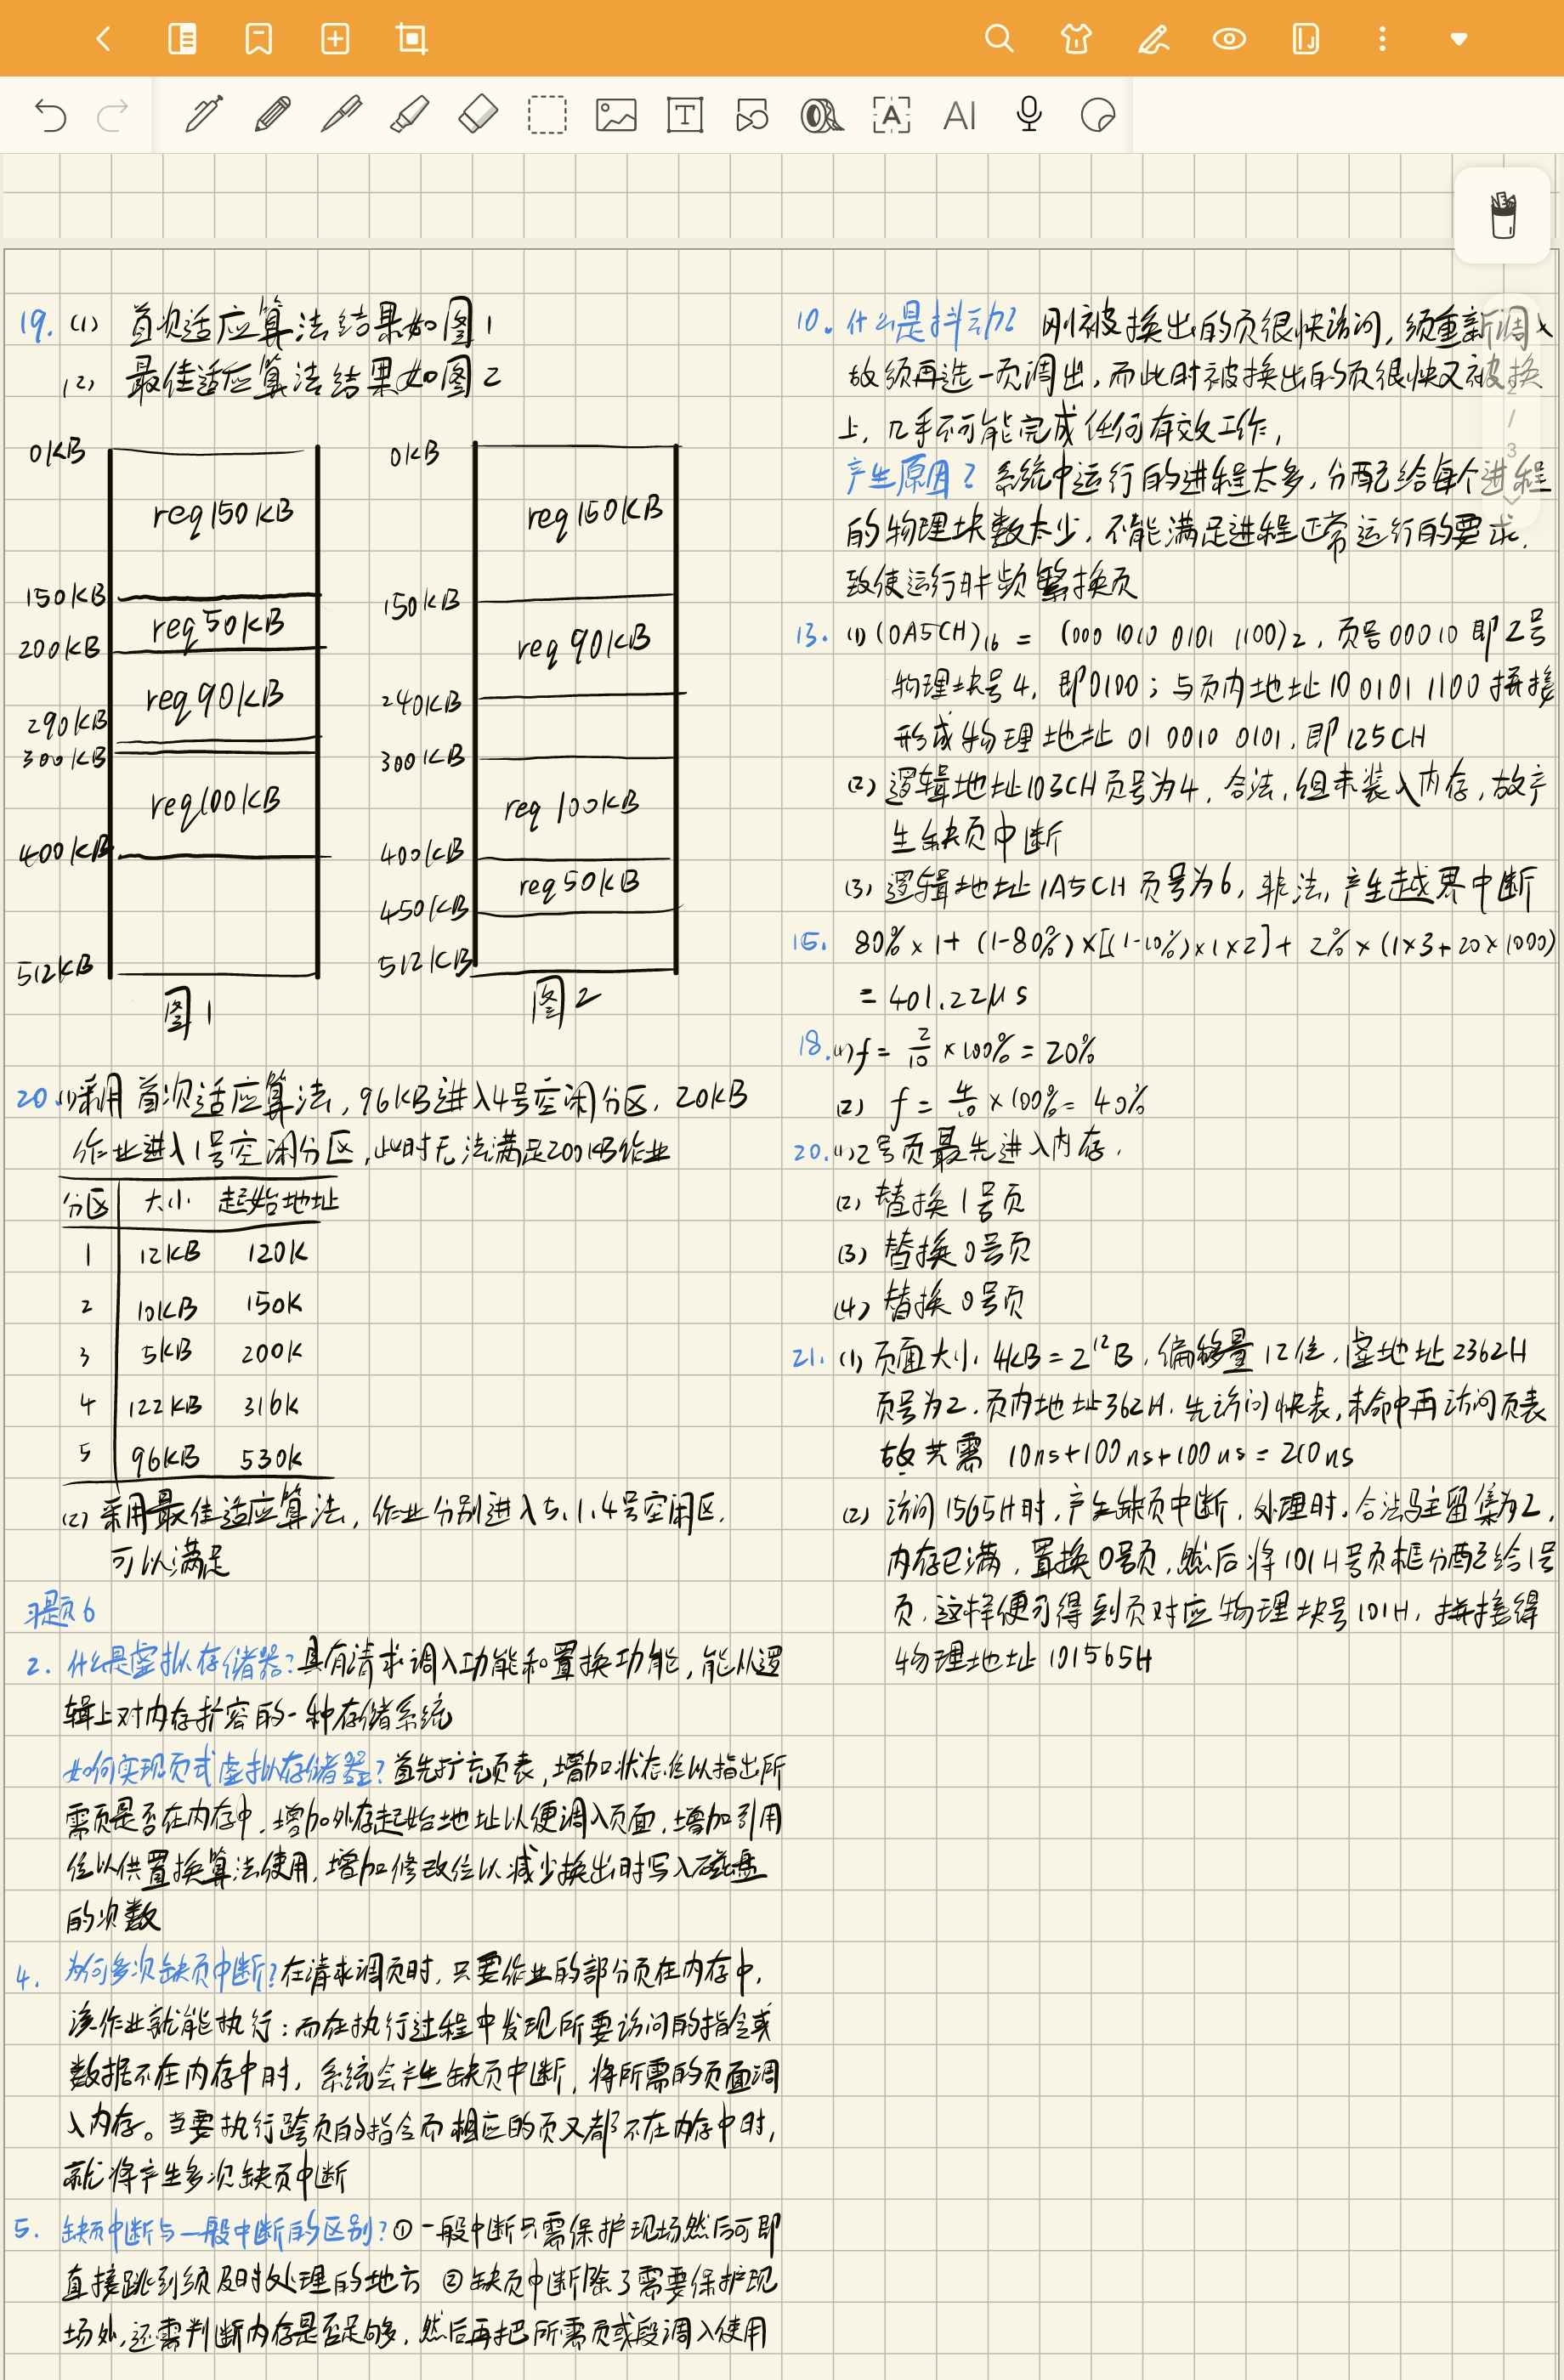 19. (1) 首次适应算法结果如图1
(2) 最佳适应算法结果如图2
0KB
req150KB
150KB
req50KB
200KB
req90KB
290KB
300KB
req100KB
400KB
512KB
图1
0KB
req150KB
150KB
req90KB
240KB
300KB
req100KB
400KB
req50KB
450KB
512KB
图2
20.(1)采用首次适应算法,96KB进入4号空闲分区,20KB
作业进入1号空闲分区,此时无法满足200KB作业
分区 大小 起始地址
1 12KB 120K
2 10KB 150K
3 5KB 200K
4 122KB 316K
5 96KB 530K
(2) 采用最佳适应算法,作业分别进入5,1,4号空闲区,
可以满足
习题6
2. 什么是虚拟存储器?具有请求调入功能和置换功能,能从逻
辑上对内存扩容的一种存储系统
如何实现页式虚拟存储器?首先扩充页表,增加状态位以指出所
需页是否在内存中,增加外存起始地址以便调入页面,增加引用
位以供置换算法使用,增加修改位以减少换出时写入磁盘
的次数
4. 为何多次缺页中断?在请求调页时,只要作业的部分页在内存中,
该作业就能执行;而在执行过程中发现所要访问的指令或
数据不在内存中时,系统会产生缺页中断,将所需的页面调
入内存。当要执行跨页的指令而相应的页又都不在内存中时,
就将产生多次缺页中断
5. 缺页中断与一般中断的区别?① 一般中断只需保护现场然后可即
直接跳到须及时处理的地方 ② 缺页中断除了需要保护现
场外,还需判断内存是否足够,然后再把所需页或段调入使用
10. 什么是抖动? 刚被换出的页很快访问,须重新调入
故须再选一页调出,而此时被换出的页很快又被换
上,几乎不可能完成任何有效工作,
产生原因?系统中运行的进程太多,分配给每个进程
的物理块数太少,不能满足进程正常运行的要求,
致使运行时频繁换页
13. (1) (0A5CH)16 = (000 1010 0101 1100)2,页号00010即2号
物理块号4,即0100;与页内地址10 0101 1100拼接
形成物理地址 01 0010 0101,即125CH
(2) 逻辑地址103CH页号为4,合法,但未装入内存,故产
生缺页中断
(3) 逻辑地址1A5CH页号为6,非法,产生越界中断
15. 80%×1+(1-80%)×[(1-10%)×1×2]+ 2%×(1×3+20×1000)
= 401.22μs
18.(1) f = 2/10 ×100% = 20%
(2) f = 4/10 ×100% = 40%
20.(1) 2号页最先进入内存,
(2) 替换1号页
(3) 替换0号页
(4) 替换0号页
21. (1) 页面大小4KB=2¹²B,偏移量12位,虚地址2362H
页号为2,页内地址362H,先访问快表,未命中再访问页表
故共需 10ns+100ns+100ns=210ns
(2) 访问1565H时,产生缺页中断,处理时,合法驻留集为2,
内存已满,置换0号页,然后将101H号页框分配给1号
页,这样便可得到页对应物理块号101H,拼接得
物理地址101565H
2
/
3
AI